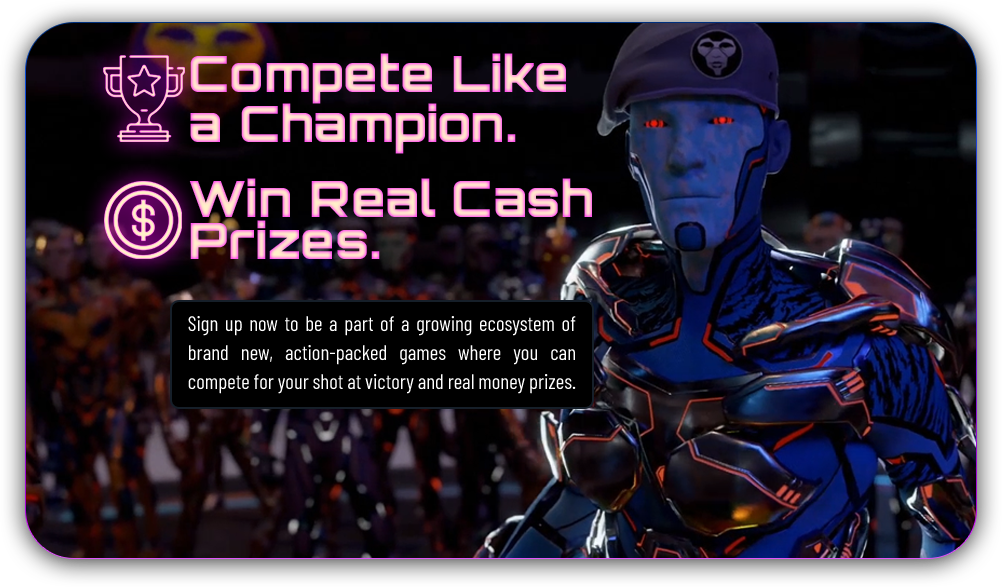 Compete Like
a Champion.
Win Real Cash
Prizes.
Sign up now to be a part of a growing ecosystem of
brand new, action-packed games where you can
compete for your shot at victory and real money prizes.